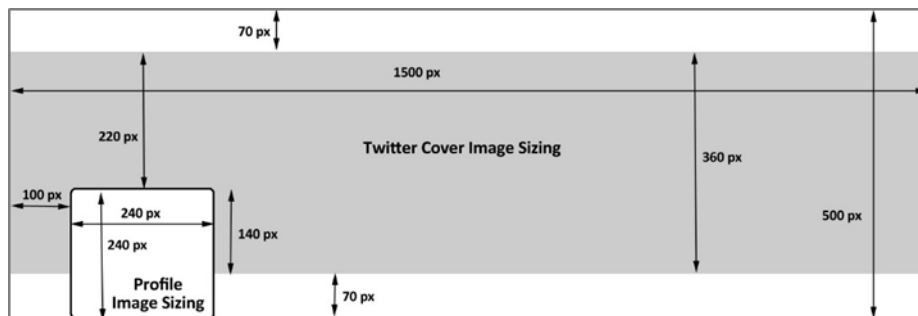 70 px
1500 px
220 px
Twitter Cover Image Sizing
360 px
100 px
240 px
500 px
140 px
240 px
Profile
Image Sizing
70 px